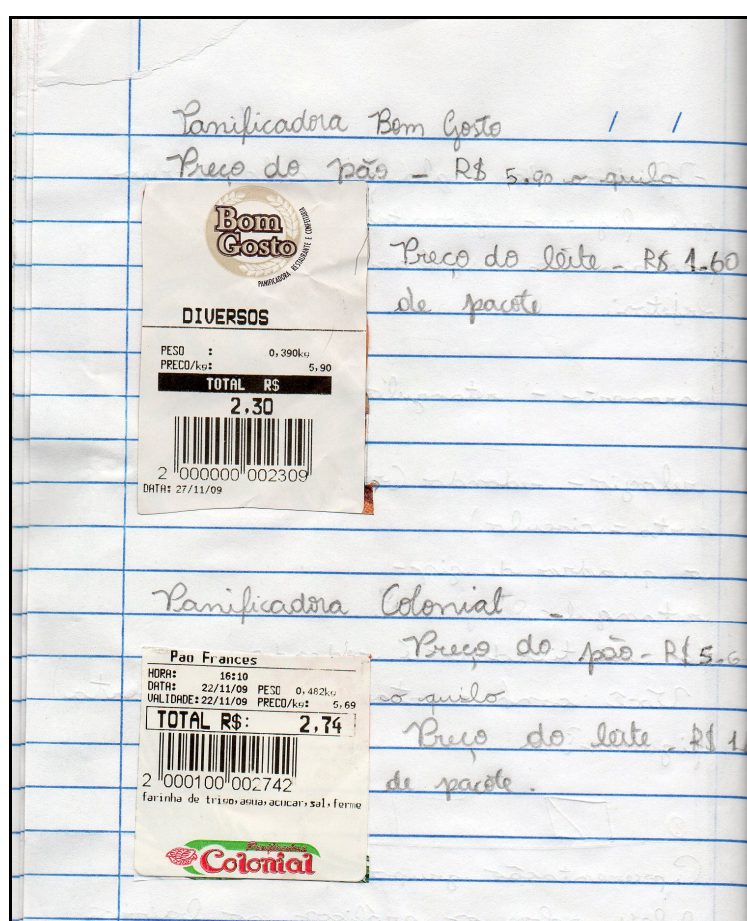 Panificadora Bom Gosto / /
Preço do pão - R$ 5.90 o quilo
Bom
Gosto
PANIFICADORA RESTAURANTE E CONFEITARIA
Preço do leite - R$ 1.60
de pacote
DIVERSOS
PESO : 0,390kg
PRECO/kg: 5,90
TOTAL R$
2,30
2 000000 002309
DATA: 27/11/09
Panificadora Colonial
Preço do pão - R$ 5.6
o quilo
Preço do leite - R$ 1
de pacote.
Pao Frances
HORA: 16:10
DATA: 22/11/09 PESO 0,482kg
VALIDADE: 22/11/09 PRECO/kg: 5,69
TOTAL R$: 2,74
2 000100 002742
farinha de trigo,agua,acucar,sal,ferme
Panificadora
Colonial